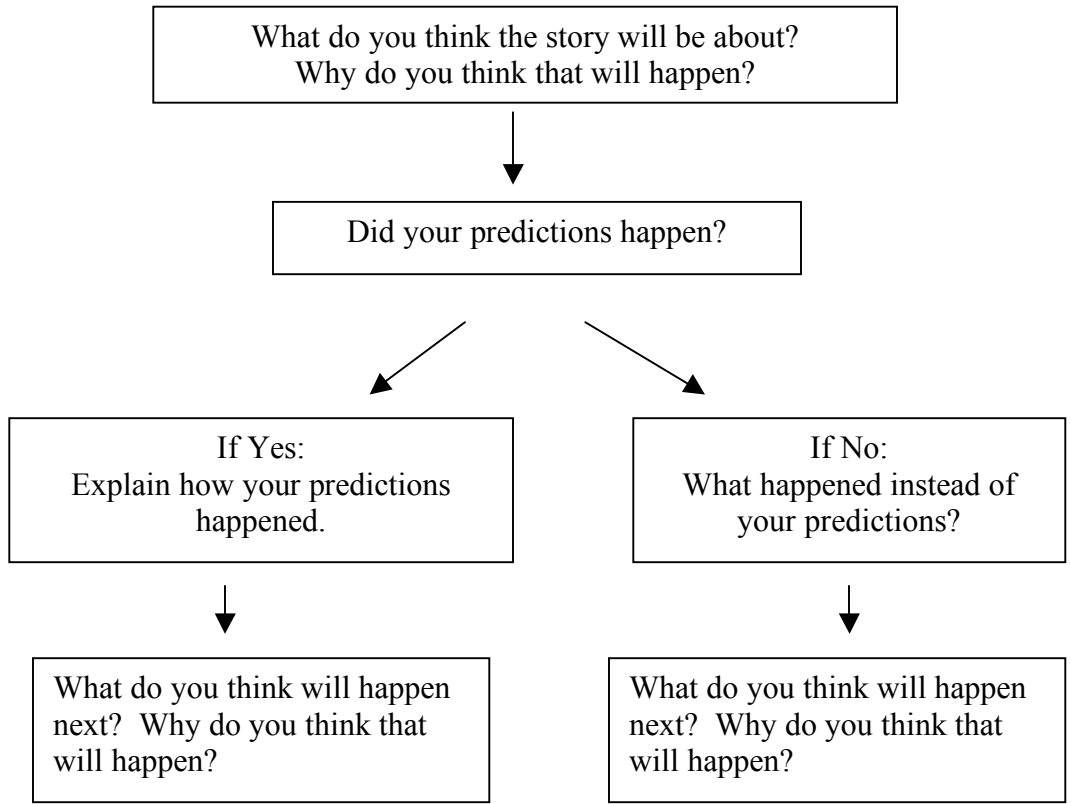 What do you think the story will be about?
Why do you think that will happen?
Did your predictions happen?
If Yes:
Explain how your predictions
happened.
If No:
What happened instead of
your predictions?
What do you think will happen
next?  Why do you think that
will happen?
What do you think will happen
next?  Why do you think that
will happen?